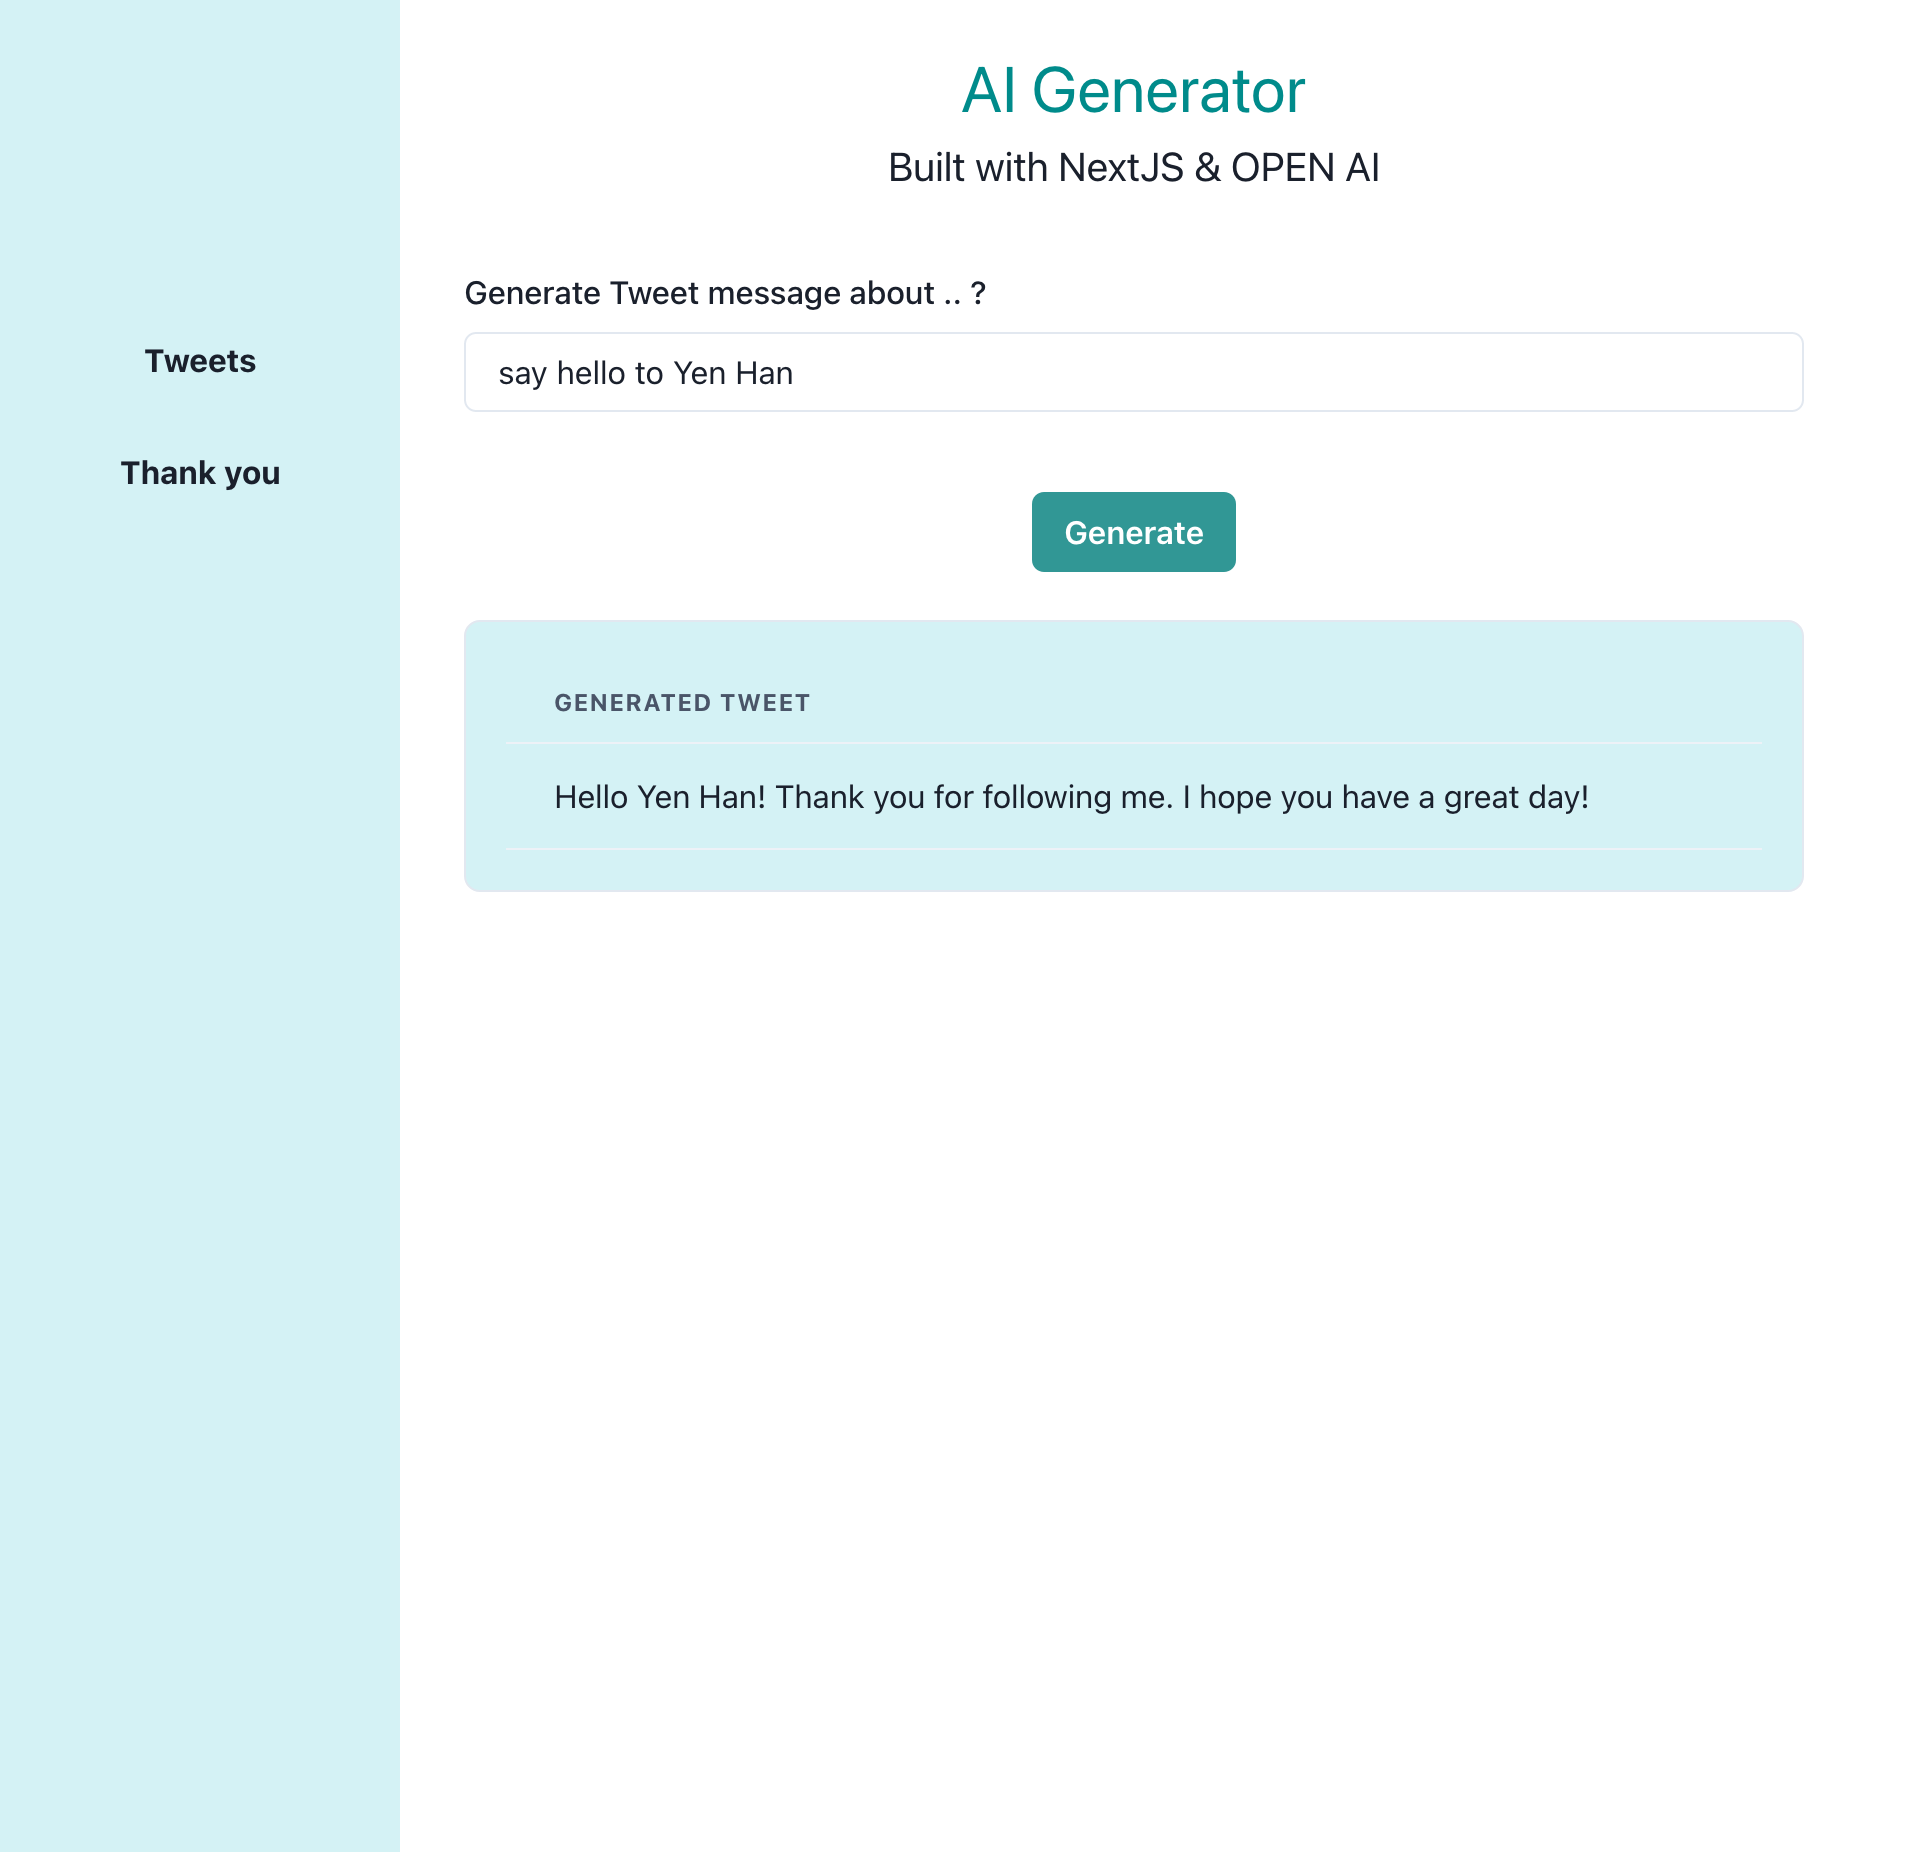 Tweets
Thank you
AI Generator
Built with NextJS & OPEN AI
Generate Tweet message about .. ?
say hello to Yen Han
Generate
GENERATED TWEET
Hello Yen Han! Thank you for following me. I hope you have a great day!